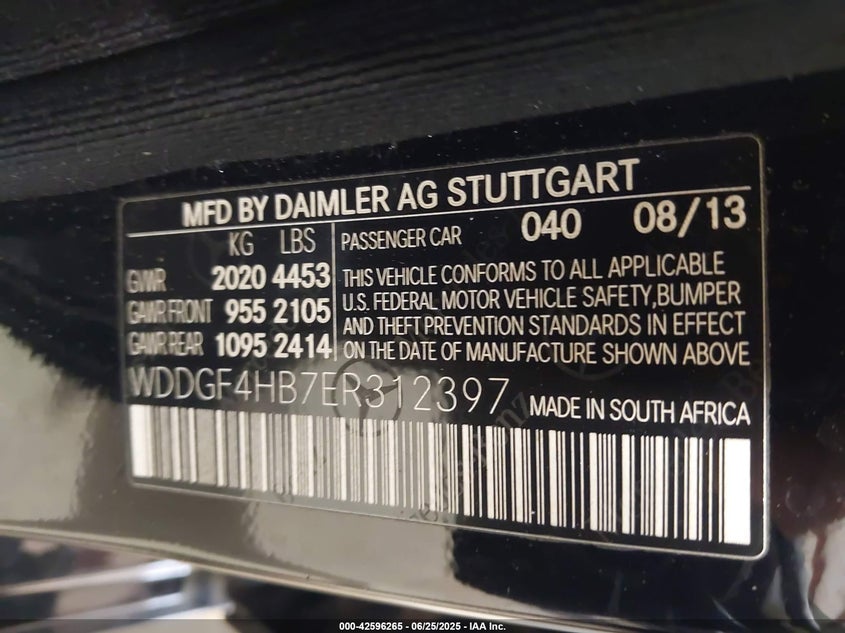 MFD BY DAIMLER AG STUTTGART
KG LBS PASSENGER CAR 040 08/13
GVWR 2020 4453
GAWR FRONT 955 2105
GAWR REAR 1095 2414
THIS VEHICLE CONFORMS TO ALL APPLICABLE
U.S. FEDERAL MOTOR VEHICLE SAFETY,BUMPER
AND THEFT PREVENTION STANDARDS IN EFFECT
ON THE DATE OF MANUFACTURE SHOWN ABOVE
WDDGF4HB7ER312397 MADE IN SOUTH AFRICA
000-42596265 - 06/25/2025 - IAA Inc.